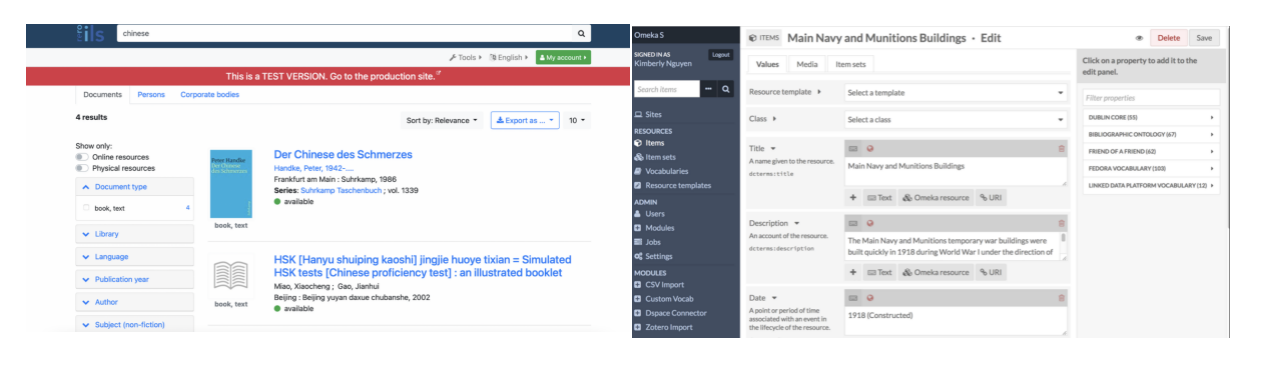 ils
chinese
Tools
English
My account
This is a TEST VERSION. Go to the production site.
Documents Persons Corporate bodies
4 results
Sort by: Relevance
Export as ...
10
Show only:
Online resources
Physical resources
Document type
book, text 4
Library
Language
Publication year
Author
Subject (non-fiction)
Peter Handke
Der Chinese
des Schmerzes
book, text
Der Chinese des Schmerzes
Handke, Peter, 1942-....
Frankfurt am Main : Suhrkamp, 1986
Series: Suhrkamp Taschenbuch ; vol. 1339
available
book, text
HSK [Hanyu shuiping kaoshi] jingjie huoye tixian = Simulated
HSK tests [Chinese proficiency test] : an illustrated booklet
Miao, Xiaocheng ; Gao, Jianhui
Beijing : Beijing yuyan daxue chubanshe, 2002
available
Omeka S
SIGNED IN AS
Kimberly Nguyen
Logout
Search items
Sites
RESOURCES
Items
Item sets
Vocabularies
Resource templates
ADMIN
Users
Modules
Jobs
Settings
MODULES
CSV Import
Custom Vocab
Dspace Connector
Zotero Import
ITEMS Main Navy and Munitions Buildings · Edit
Delete
Save
Values Media Item sets
Resource template
Select a template
Class
Select a class
Title
A name given to the resource.
dcterms:title
Main Navy and Munitions Buildings
+ Text Omeka resource URI
Description
An account of the resource.
dcterms:description
The Main Navy and Munitions temporary war buildings were
built quickly in 1918 during World War I under the direction of
+ Text Omeka resource URI
Date
A point or period of time
associated with an event in
the lifecycle of the resource.
1918 (Constructed)
Click on a property to add it to the
edit panel.
Filter properties
DUBLIN CORE (55)
BIBLIOGRAPHIC ONTOLOGY (67)
FRIEND OF A FRIEND (62)
FEDORA VOCABULARY (103)
LINKED DATA PLATFORM VOCABULARY (12)